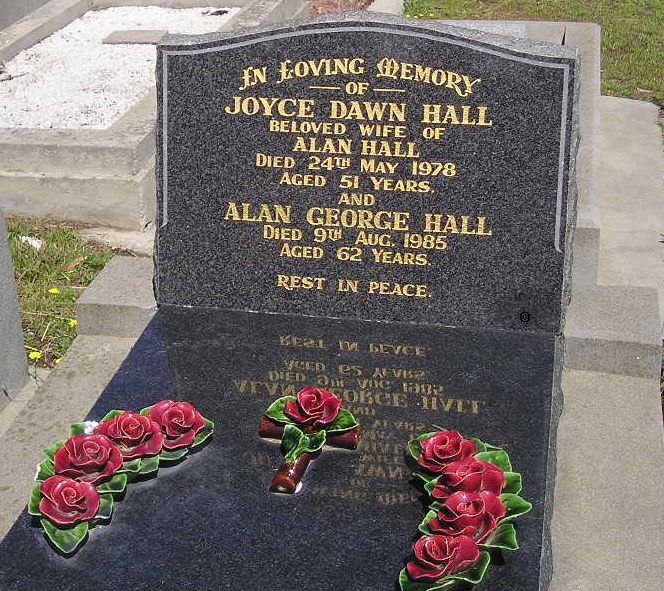 In Loving Memory
— OF —
JOYCE DAWN HALL
BELOVED WIFE OF
ALAN HALL
DIED 24TH MAY 1978
AGED 51 YEARS.
AND
ALAN GEORGE HALL
DIED 9TH AUG. 1985
AGED 62 YEARS.
REST IN PEACE.